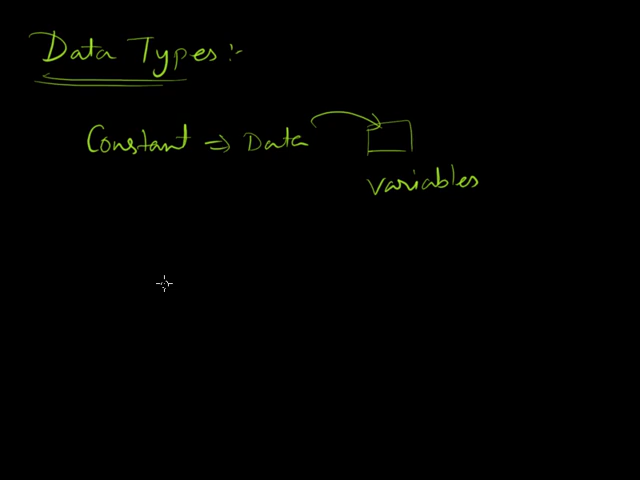 Data Types :-
Constant ⇒ Data
variables